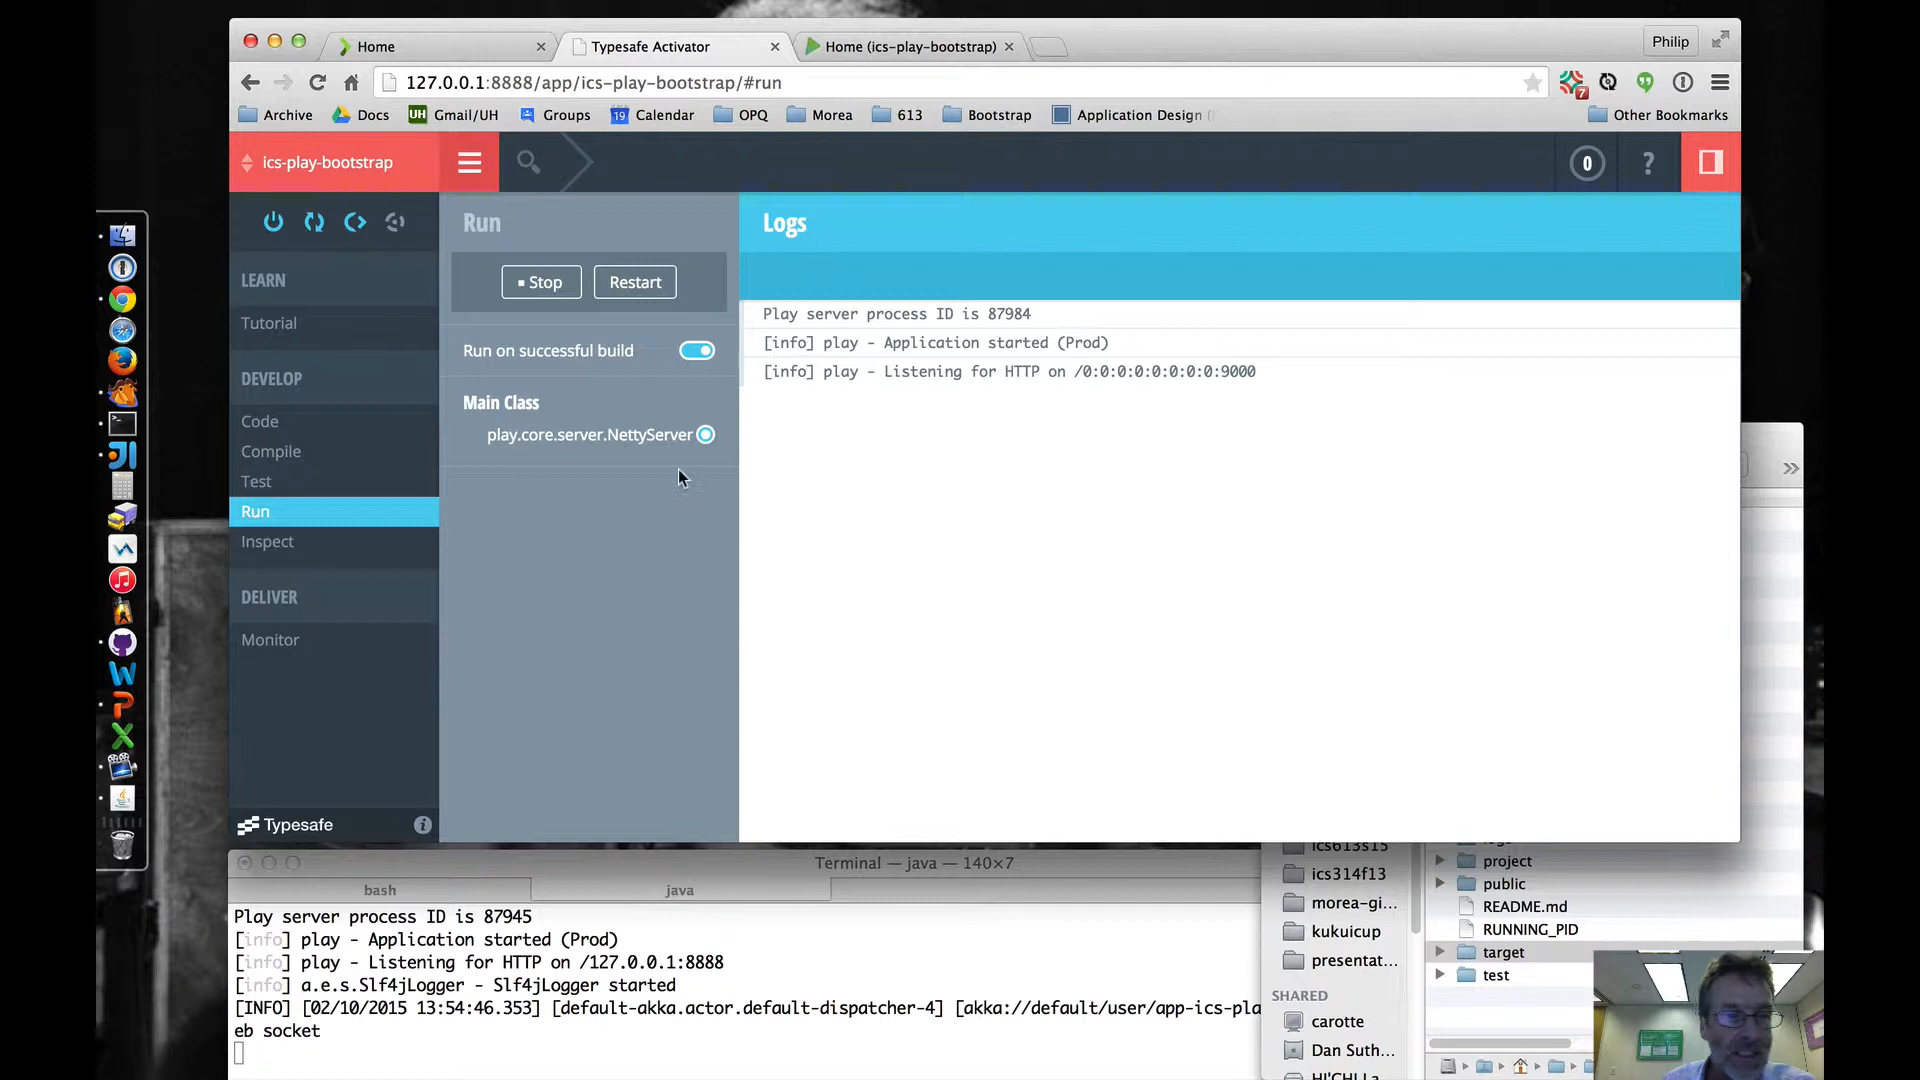 Home
Typesafe Activator
Home (ics-play-bootstrap)
Philip
127.0.0.1:8888/app/ics-play-bootstrap/#run
7
Archive
Docs
UH Gmail/UH
Groups
19 Calendar
OPQ
Morea
613
Bootstrap
Application Design
Other Bookmarks
ics-play-bootstrap
0
?
Run
Logs
LEARN
Tutorial
DEVELOP
Code
Compile
Test
Run
Inspect
DELIVER
Monitor
Typesafe
Stop
Restart
Run on successful build
Main Class
play.core.server.NettyServer
Play server process ID is 87984
[info] play - Application started (Prod)
[info] play - Listening for HTTP on /0:0:0:0:0:0:0:0:9000
Terminal — java — 140×7
bash
java
Play server process ID is 87945
[info] play - Application started (Prod)
[info] play - Listening for HTTP on /127.0.0.1:8888
[info] a.e.s.Slf4jLogger - Slf4jLogger started
[INFO] [02/10/2015 13:54:46.353] [default-akka.actor.default-dispatcher-4] [akka://default/user/app-ics-pla
eb socket
ics613s15
ics314f13
morea-gi...
kukuicup
presentat...
SHARED
carotte
Dan Suth...
project
public
README.md
RUNNING_PID
target
test